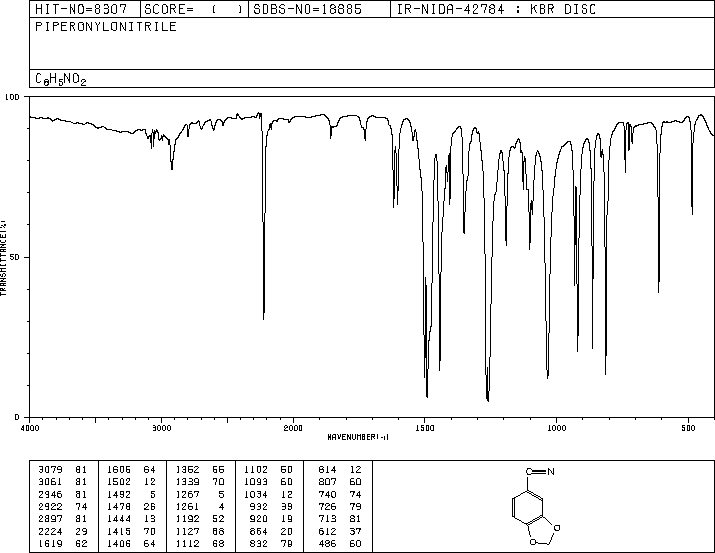 HIT-NO=8307 SCORE= ( ) SDBS-NO=18885 IR-NIDA-42784 : KBR DISC
PIPERONYLONITRILE
C8H5NO2
100
50
0
TRANSMITTANCE(%)
4000 3000 2000 1500 1000 500
WAVENUMBER(-1)
3079 81 1606 64 1362 66 1102 60 814 12
3061 81 1502 12 1339 70 1093 60 807 60
2946 81 1492 5 1267 5 1034 12 740 74
2922 74 1478 26 1261 4 932 39 726 79
2897 81 1444 13 1192 52 920 19 713 81
2224 29 1415 70 1127 68 864 20 612 37
1619 62 1406 64 1112 68 832 79 486 60
C N
O
O